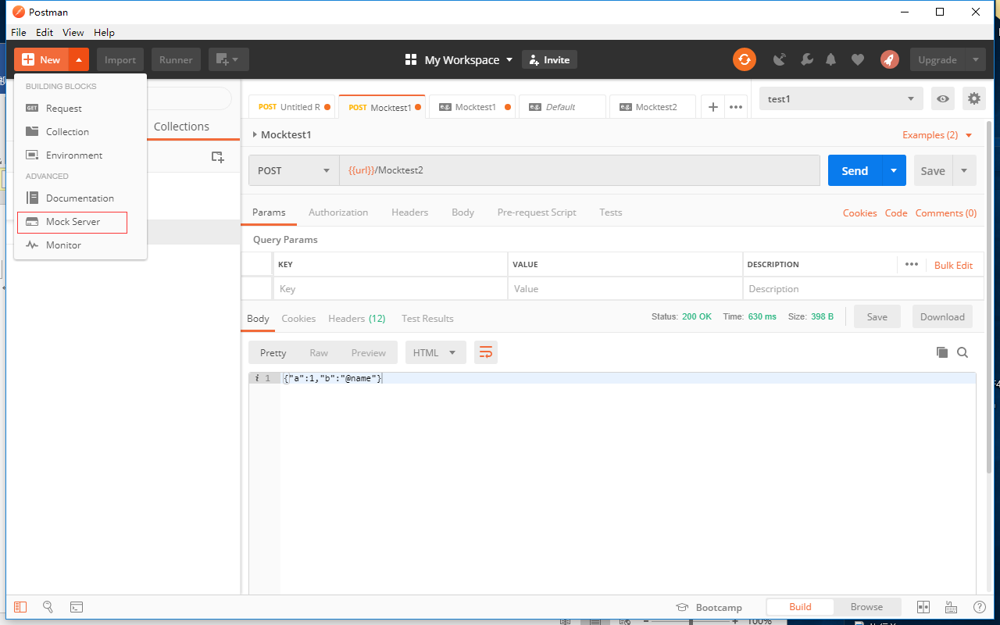 Postman
File Edit View Help
New Import Runner My Workspace Invite Upgrade
BUILDING BLOCKS
GET Request
Collection
Environment
ADVANCED
Documentation
Mock Server
Monitor
Collections
POST Untitled R POST Mocktest1 e.g. Mocktest1 e.g. Default e.g. Mocktest2
test1
Mocktest1 Examples (2)
POST {{url}}/Mocktest2 Send Save
Params Authorization Headers Body Pre-request Script Tests Cookies Code Comments (0)
Query Params
KEY VALUE DESCRIPTION Bulk Edit
Key Value Description
Body Cookies Headers (12) Test Results Status: 200 OK Time: 630 ms Size: 398 B Save Download
Pretty Raw Preview HTML
i 1 {"a":1,"b":"@name"}
Bootcamp Build Browse
100%